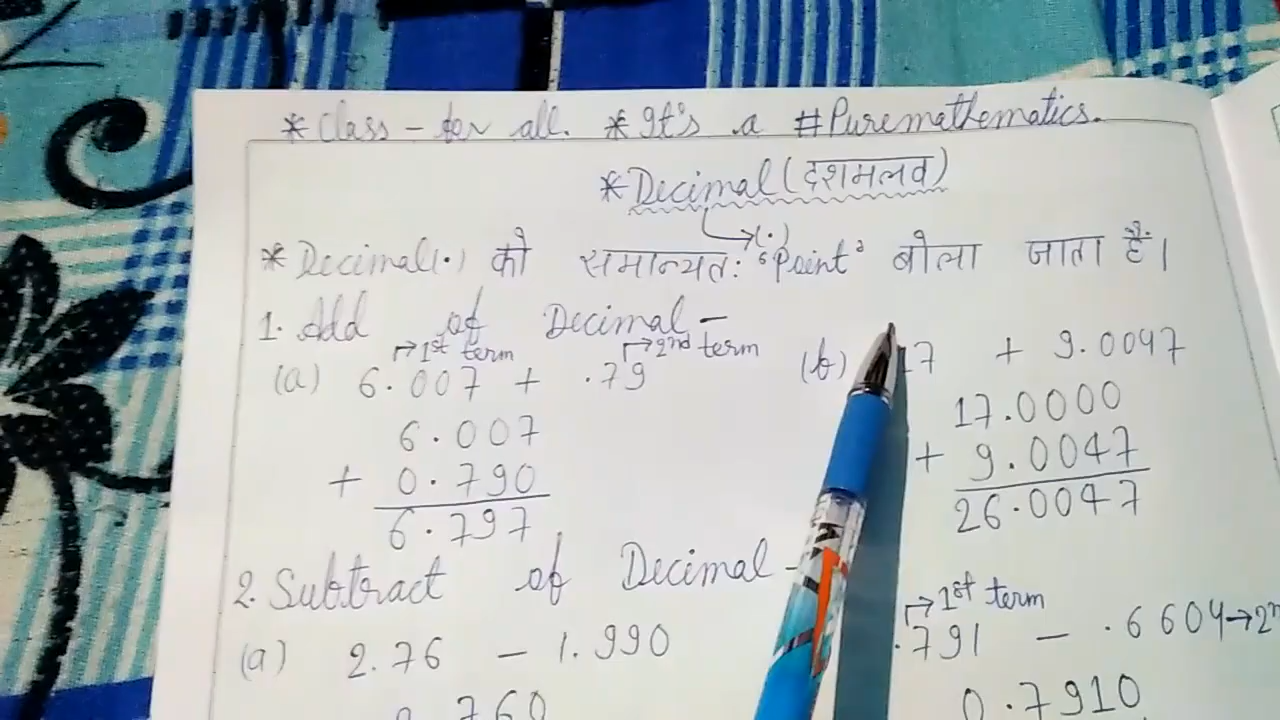 * Class - for all. * It's a #Puremathematics.
* Decimal (दशमलव)
→(.)
* Decimal (.) को समान्यत: 'Point' बोला जाता हैं।
1. Add of Decimal -
→1st term →2nd term
(a) 6.007 + .79
6.007
+ 0.790
6.797
(b) 17 + 9.0047
17.0000
+ 9.0047
26.0047
2. Subtract of Decimal -
(a) 2.76 - 1.990
→1st term
.791 - .6604→2n
0.7910